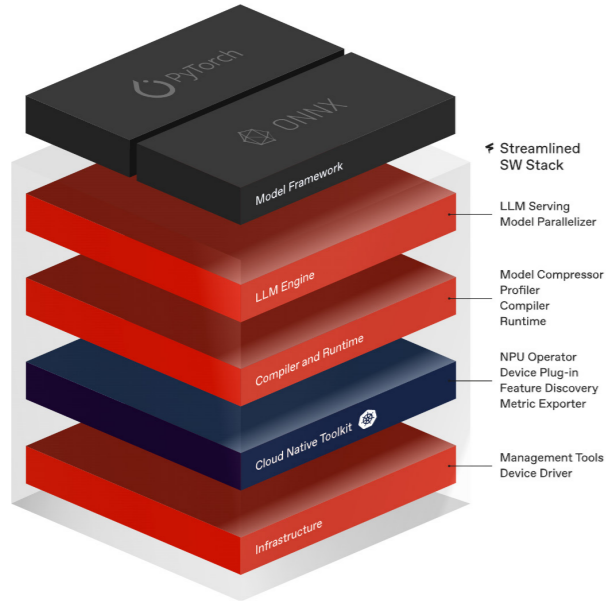 PyTorch
ONNX
Model Framework
Streamlined
SW Stack
LLM Serving
Model Parallelizer
LLM Engine
Model Compressor
Profiler
Compiler
Runtime
Compiler and Runtime
NPU Operator
Device Plug-in
Feature Discovery
Metric Exporter
Cloud Native Toolkit
Management Tools
Device Driver
Infrastructure